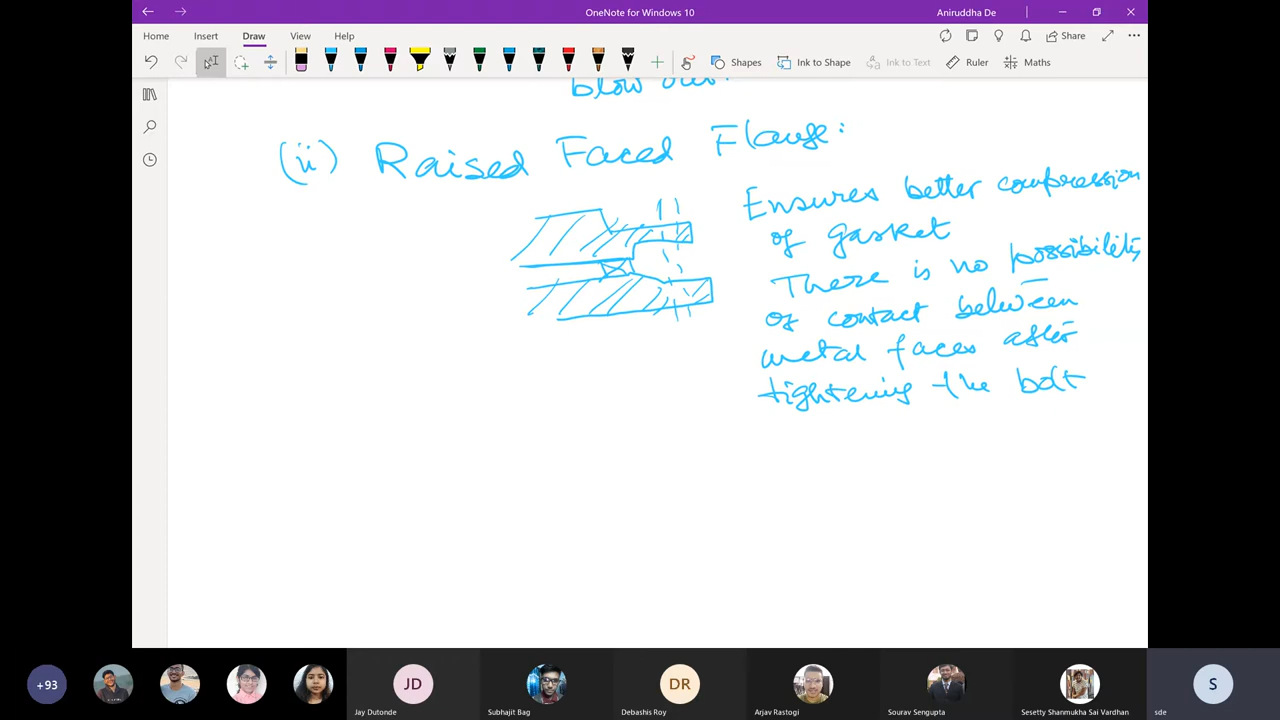 OneNote for Windows 10
Aniruddha De
Home Insert Draw View Help
Share
Shapes Ink to Shape Ink to Text Ruler Maths
blow out.
(ii) Raised Faced Flange:
Ensures better compression
of gasket
There is no possibility
of contact between
metal faces after
tightening the bolt
+93
JD
DR
S
Jay Dutonde Subhajit Bag Debashis Roy Arjav Rastogi Sourav Sengupta Sesetty Shanmukha Sai Vardhan sde